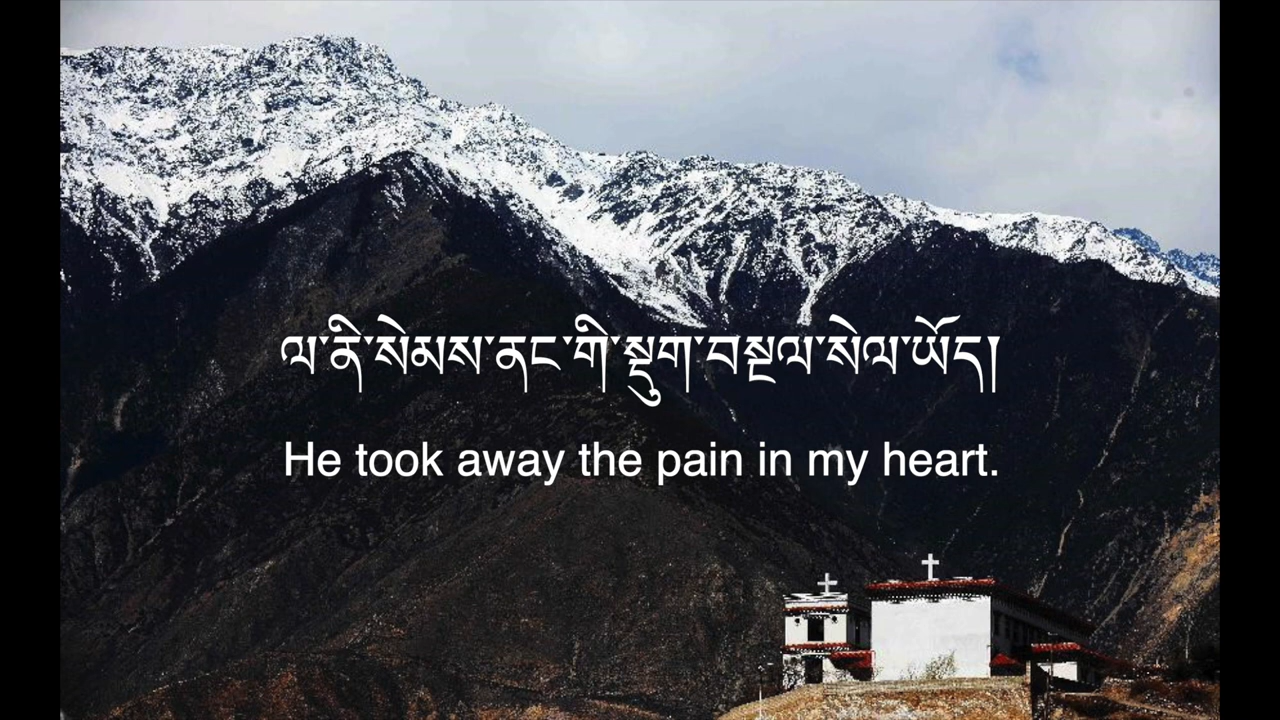 ལ་ནི་སེམས་ནང་གི་སྡུག་བསྔལ་སེལ་ཡོད།
He took away the pain in my heart.